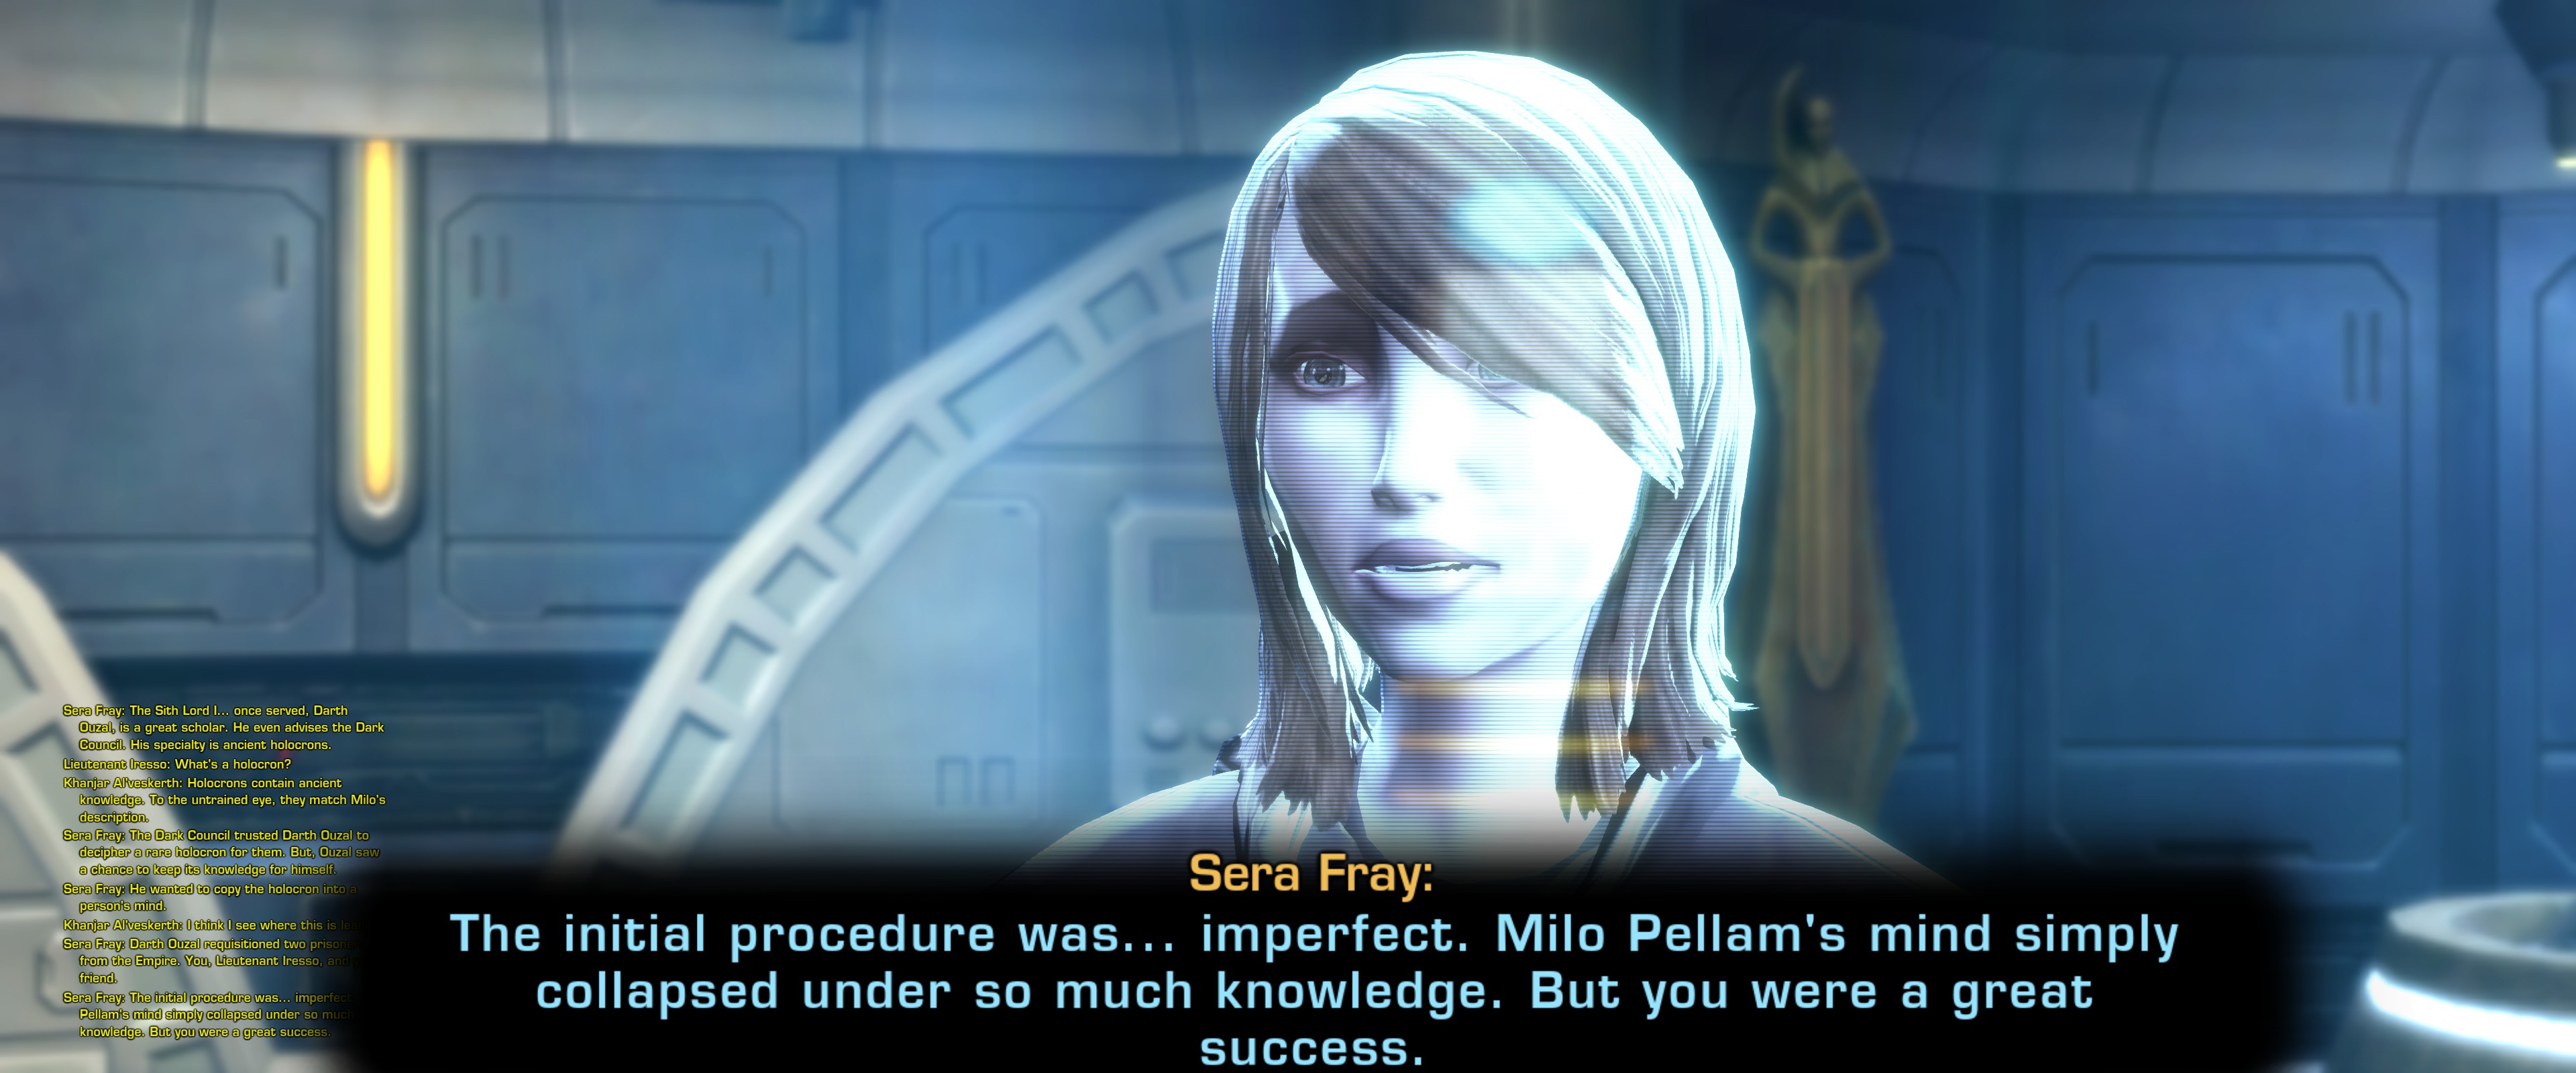 Sera Fray: The Sith Lord I... once served, Darth
Ouzal, is a great scholar. He even advises the Dark
Council. His specialty is ancient holocrons.
Lieutenant Iresso: What's a holocron?
Khanjar Al'veskerth: Holocrons contain ancient
knowledge. To the untrained eye, they match Milo's
description.
Sera Fray: The Dark Council trusted Darth Ouzal to
decipher a rare holocron for them. But, Ouzal saw
a chance to keep its knowledge for himself.
Sera Fray: He wanted to copy the holocron into a
person's mind.
Khanjar Al'veskerth: I think I see where this is
Sera Fray: Darth Ouzal requisitioned two
from the Empire. You, Lieutenant Iresso, and
friend.
Sera Fray: The initial procedure was... imperfect
Pellam's mind simply collapsed under so much
knowledge. But you were a great success.
Sera Fray:
The initial procedure was... imperfect. Milo Pellam's mind simply
collapsed under so much knowledge. But you were a great
success.